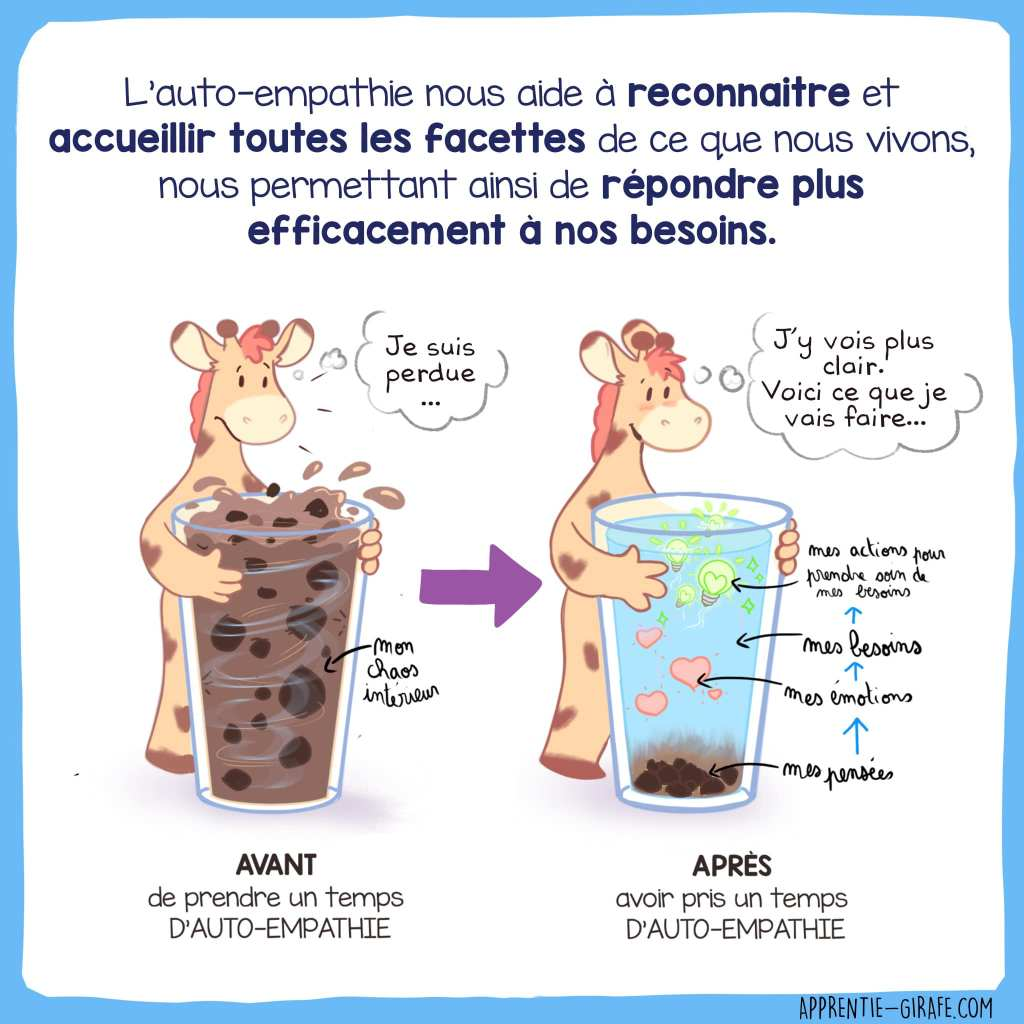 L'auto-empathie nous aide à reconnaitre et
accueillir toutes les facettes de ce que nous vivons,
nous permettant ainsi de répondre plus
efficacement à nos besoins.
Je suis
perdue
...
J'y vois plus
clair.
Voici ce que je
vais faire...
mon
chaos
intérieur
mes actions pour
prendre soin de
mes besoins
mes besoins
mes émotions
mes pensées
AVANT
de prendre un temps
D'AUTO-EMPATHIE
APRÈS
avoir pris un temps
D'AUTO-EMPATHIE
APPRENTIE-GIRAFE.COM